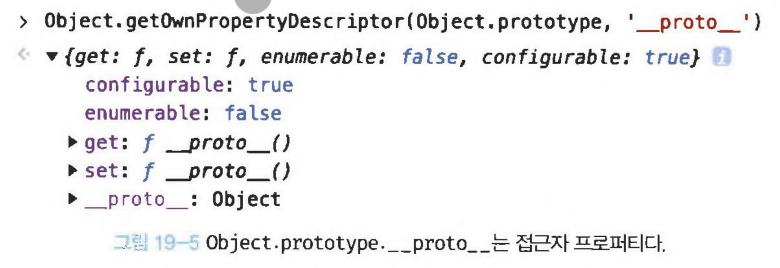 > Object.getOwnPropertyDescriptor(Object.prototype, '__proto__')
▼{get: ƒ, set: ƒ, enumerable: false, configurable: true} i
configurable: true
enumerable: false
▶get: ƒ __proto__()
▶set: ƒ __proto__()
▶__proto__: Object
그림 19-5 Object.prototype.__proto__는 접근자 프로퍼티다.